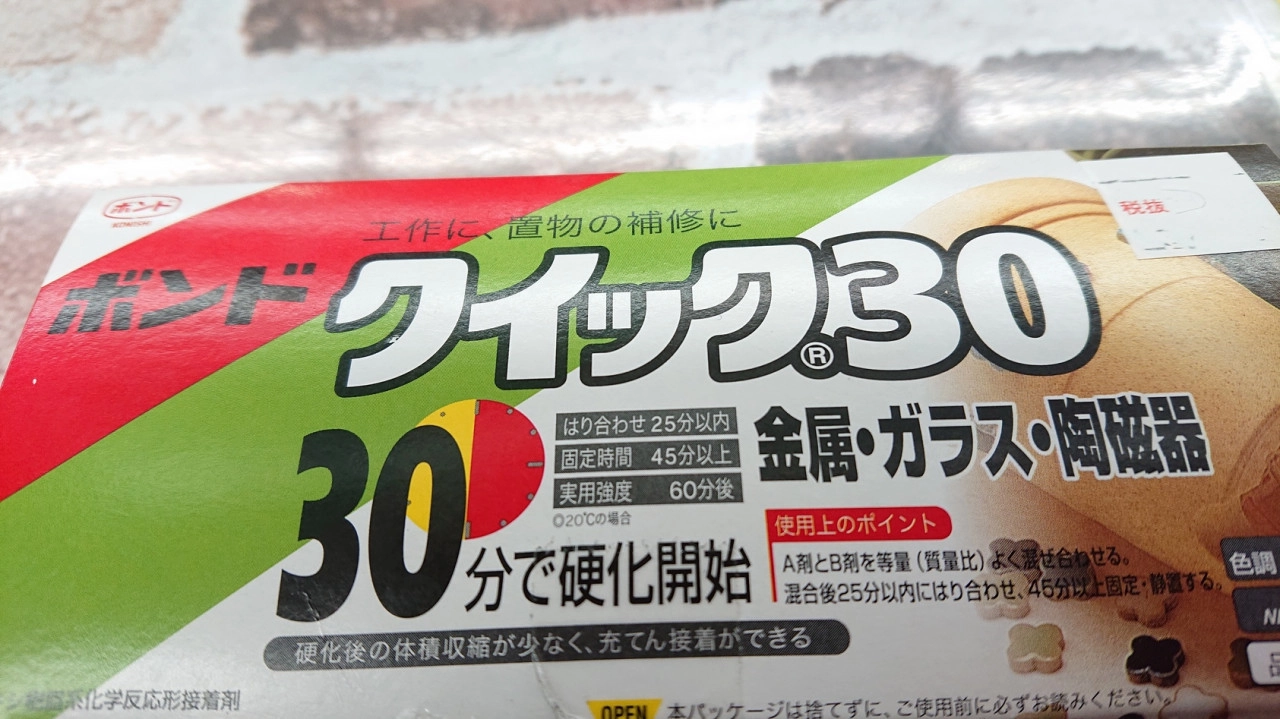 ボンド
KONISHI
税抜
工作に、置物の補修に
ボンド クイック30
®
30分で硬化開始
はり合わせ 25分以内
固定時間 45分以上
実用強度 60分後
◎20℃の場合
金属・ガラス・陶磁器
使用上のポイント
A剤とB剤を等量（質量比）よく混ぜ合わせる。
混合後25分以内にはり合わせ、45分以上固定・静置する。
色調
硬化後の体積収縮が少なく、充てん接着ができる
樹脂系化学反応形接着剤
OPEN
本パッケージは捨てずに、ご使用前に必ずお読みください。